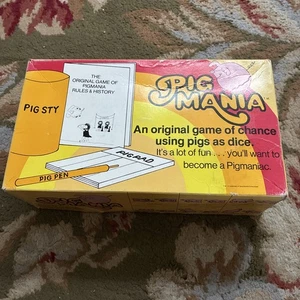 THE
ORIGINAL GAME OF
PIGMANIA
RULES & HISTORY
PIG STY
PIG PAD
PIG PEN
PIG
MANIA
An original game of chance
using pigs as dice.
It's a lot of fun . . . you'll want to
become a Pigmaniac.